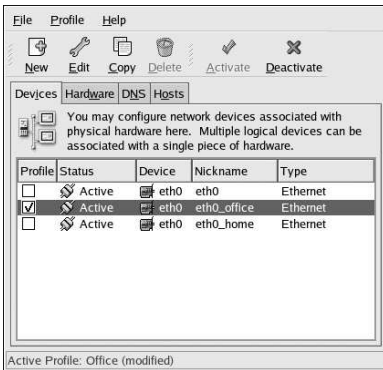 File Profile Help
New Edit Copy Delete Activate Deactivate
Devices Hardware DNS Hosts
You may configure network devices associated with
physical hardware here. Multiple logical devices can be
associated with a single piece of hardware.
Profile Status Device Nickname Type
Active eth0 eth0 Ethernet
Active eth0 eth0_office Ethernet
Active eth0 eth0_home Ethernet
Active Profile: Office (modified)